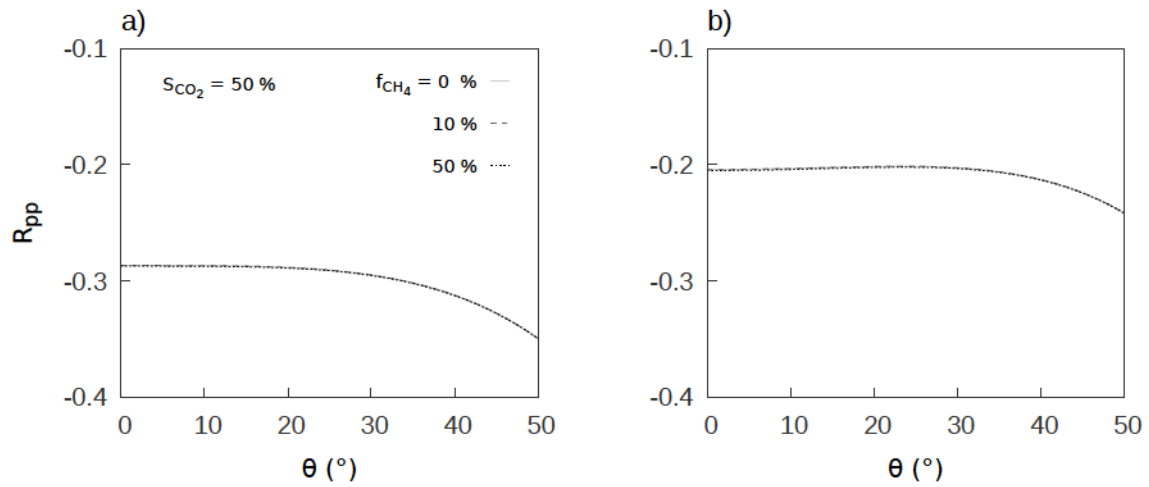 a)
-0.1
S_CO₂ = 50 %
f_CH₄ = 0 %
10 %
50 %
-0.2
R_pp
-0.3
-0.4
0 10 20 30 40 50
θ (°)
b)
-0.1
-0.2
-0.3
-0.4
0 10 20 30 40 50
θ (°)